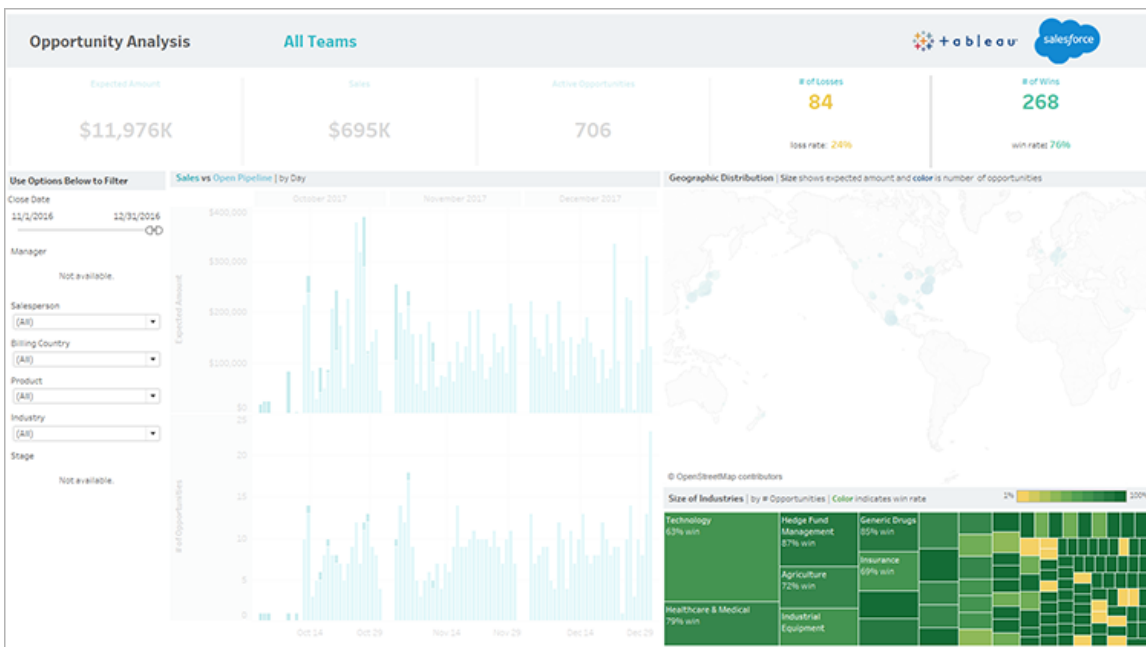 Opportunity Analysis
All Teams
+ a b l e a u
salesforce
Expected Amount
$11,976K
Sales
$695K
Active Opportunities
706
# of Losses
84
loss rate: 24%
# of Wins
268
win rate: 76%
Use Options Below to Filter
Close Date
11/1/2016 12/31/2016
Manager
Not available.
Salesperson
(All)
Billing Country
(All)
Product
(All)
Industry
(All)
Stage
Not available.
Sales vs Open Pipeline | by Day
October 2017 November 2017 December 2017
Expected Amount
$400,000
$300,000
$200,000
$100,000
$0
# of Opportunities
25
20
15
10
5
0
Oct 14 Oct 29 Nov 14 Nov 29 Dec 14 Dec 29
Geographic Distribution | Size shows expected amount and color is number of opportunities
© OpenStreetMap contributors
Size of Industries | by # Opportunities | Color indicates win rate
100%
Technology
63% win
Healthcare & Medical
79% win
Hedge Fund
Management
87% win
Agriculture
72% win
Industrial
Equipment
Generic Drugs
85% win
Insurance
69% win